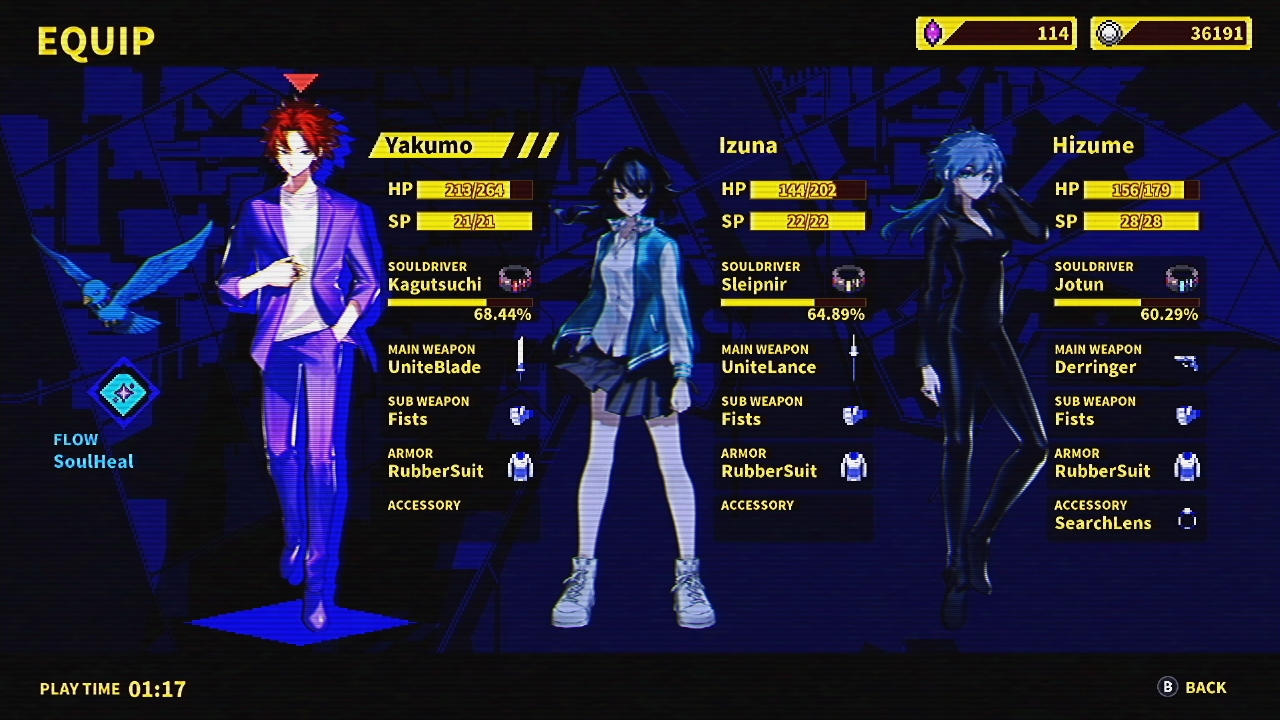 EQUIP
114
36191
Yakumo
HP 213/264
SP 21/21
SOULDRIVER
Kagutsuchi
68.44%
MAIN WEAPON
UniteBlade
SUB WEAPON
Fists
ARMOR
RubberSuit
ACCESSORY
Izuna
HP 144/202
SP 22/22
SOULDRIVER
Sleipnir
64.89%
MAIN WEAPON
UniteLance
SUB WEAPON
Fists
ARMOR
RubberSuit
ACCESSORY
Hizume
HP 156/179
SP 28/28
SOULDRIVER
Jotun
60.29%
MAIN WEAPON
Derringer
SUB WEAPON
Fists
ARMOR
RubberSuit
ACCESSORY
SearchLens
FLOW
SoulHeal
PLAY TIME 01:17
B BACK